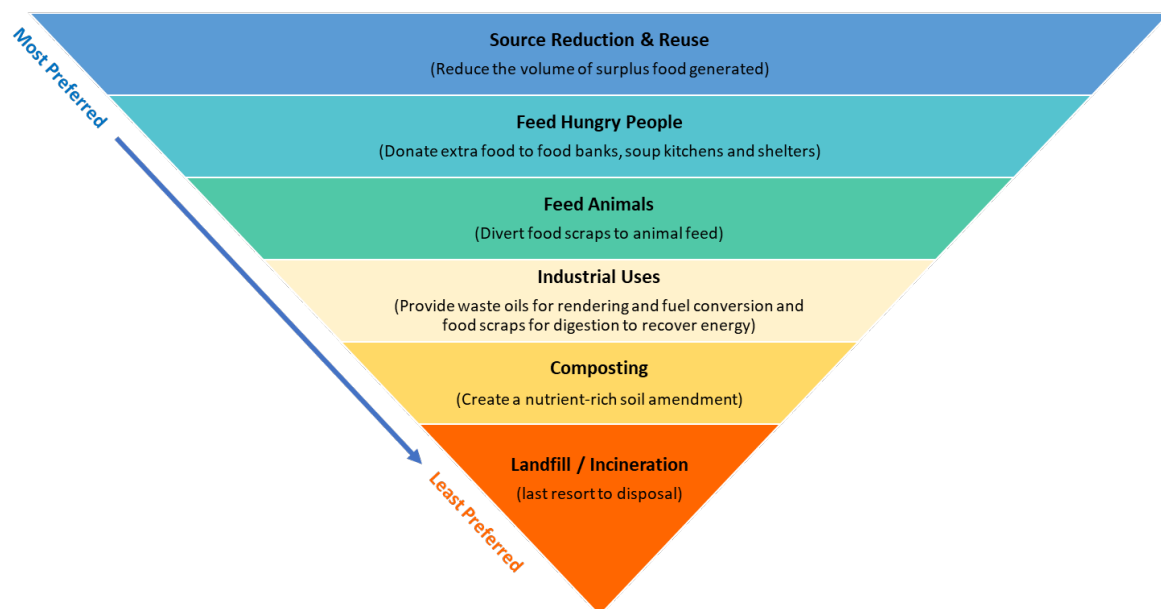 Most Preferred
Source Reduction & Reuse
(Reduce the volume of surplus food generated)
Feed Hungry People
(Donate extra food to food banks, soup kitchens and shelters)
Feed Animals
(Divert food scraps to animal feed)
Industrial Uses
(Provide waste oils for rendering and fuel conversion and
food scraps for digestion to recover energy)
Composting
(Create a nutrient-rich soil amendment)
Landfill / Incineration
(last resort to disposal)
Least Preferred